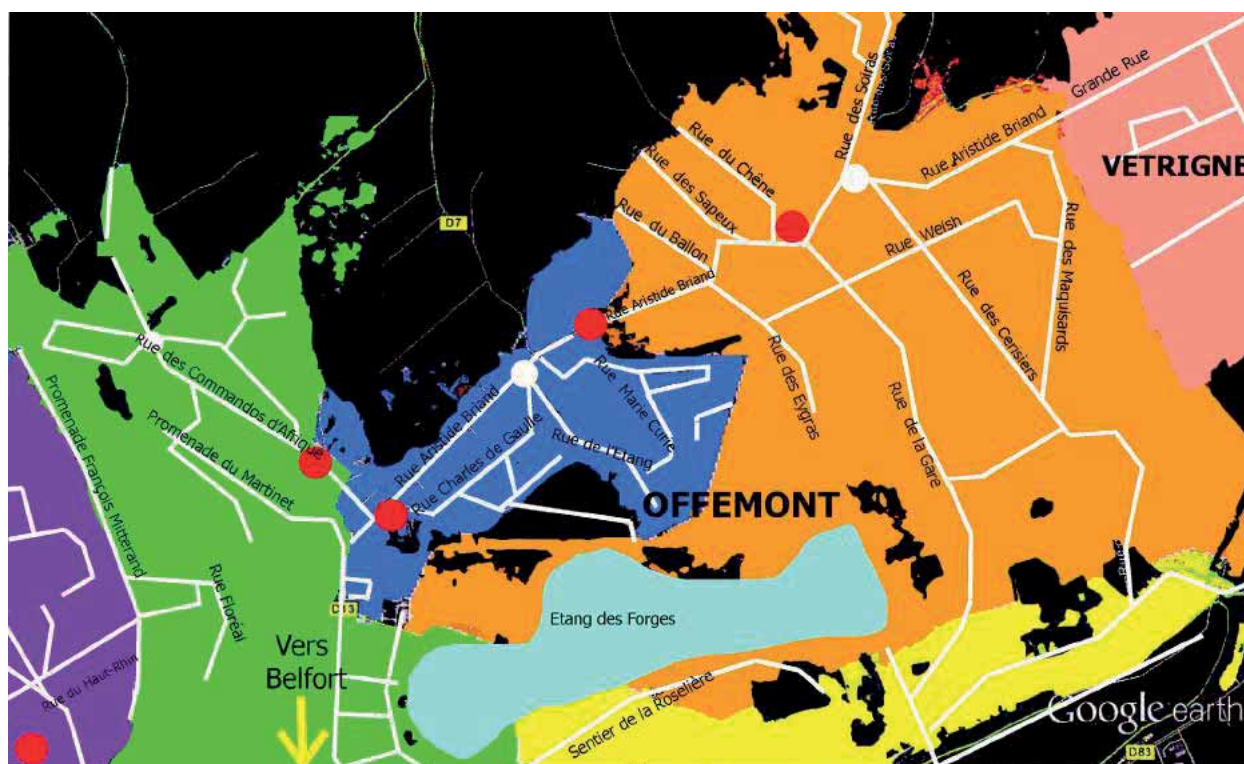 Grande Rue
Rue des Soiras
Rue Aristide Briand
VETRIGNE
Rue du Chêne
Rue des Sapeux
Rue du Ballon
D7
Rue Weish
Rue des Maquisards
Rue Aristide Briand
Rue des Cerisiers
Rue des Commandos d'Afrique
Promenade François Mitterand
Promenade du Martinet
Rue Aristide Briand
Rue Charles de Gaulle
Rue Marie Curie
Rue de l'Etang
Rue des Eygras
Rue de la Gare
OFFEMONT
Rue Floréal
Etang des Forges
Vers
Belfort
Rue du Haut-Rhin
Sentier de la Roselière
Google earth
D83